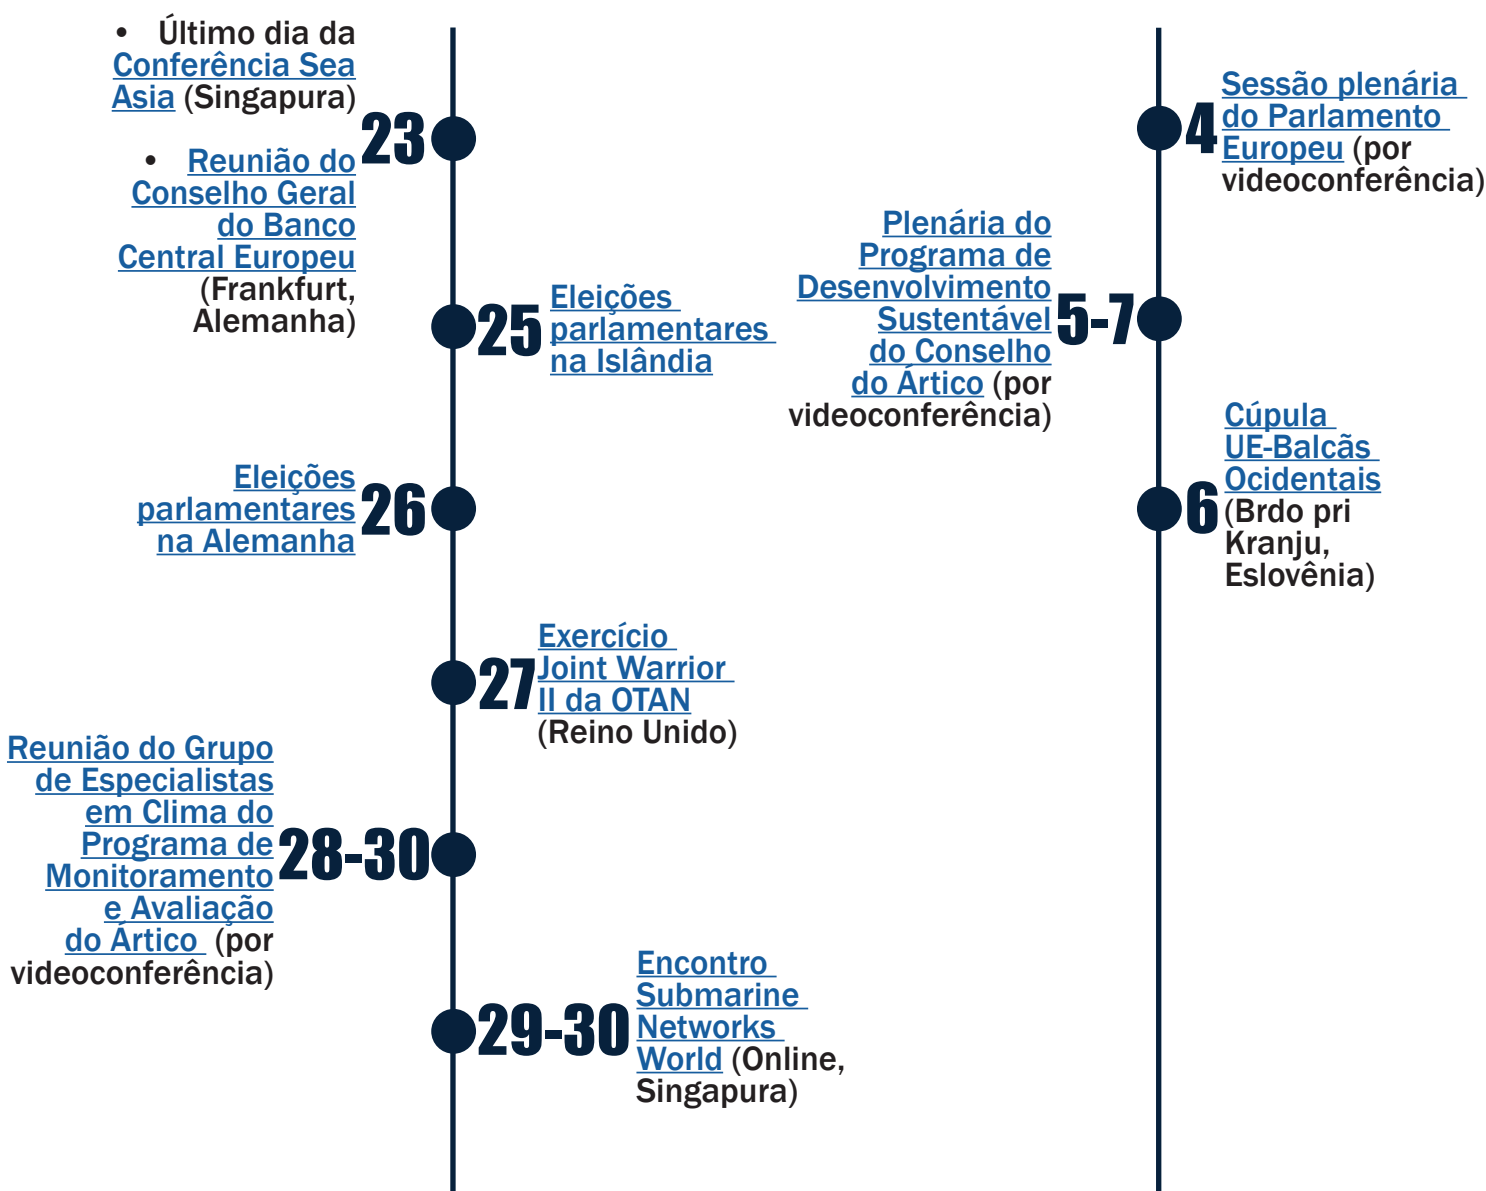 • Último dia da
Conferência Sea
Asia (Singapura)
23
• Reunião do
Conselho Geral
do Banco
Central Europeu
(Frankfurt,
Alemanha)
25
Eleições
parlamentares
na Islândia
Eleições
parlamentares
na Alemanha
26
27
Exercício
Joint Warrior
II da OTAN
(Reino Unido)
Reunião do Grupo
de Especialistas
em Clima do
Programa de
Monitoramento
e Avaliação
do Ártico (por
videoconferência)
28-30
29-30
Encontro
Submarine
Networks
World (Online,
Singapura)
4
Sessão plenária
do Parlamento
Europeu (por
videoconferência)
Plenária do
Programa de
Desenvolvimento
Sustentável
do Conselho
do Ártico (por
videoconferência)
5-7
6
Cúpula
UE-Balcãs
Ocidentais
(Brdo pri
Kranju,
Eslovênia)